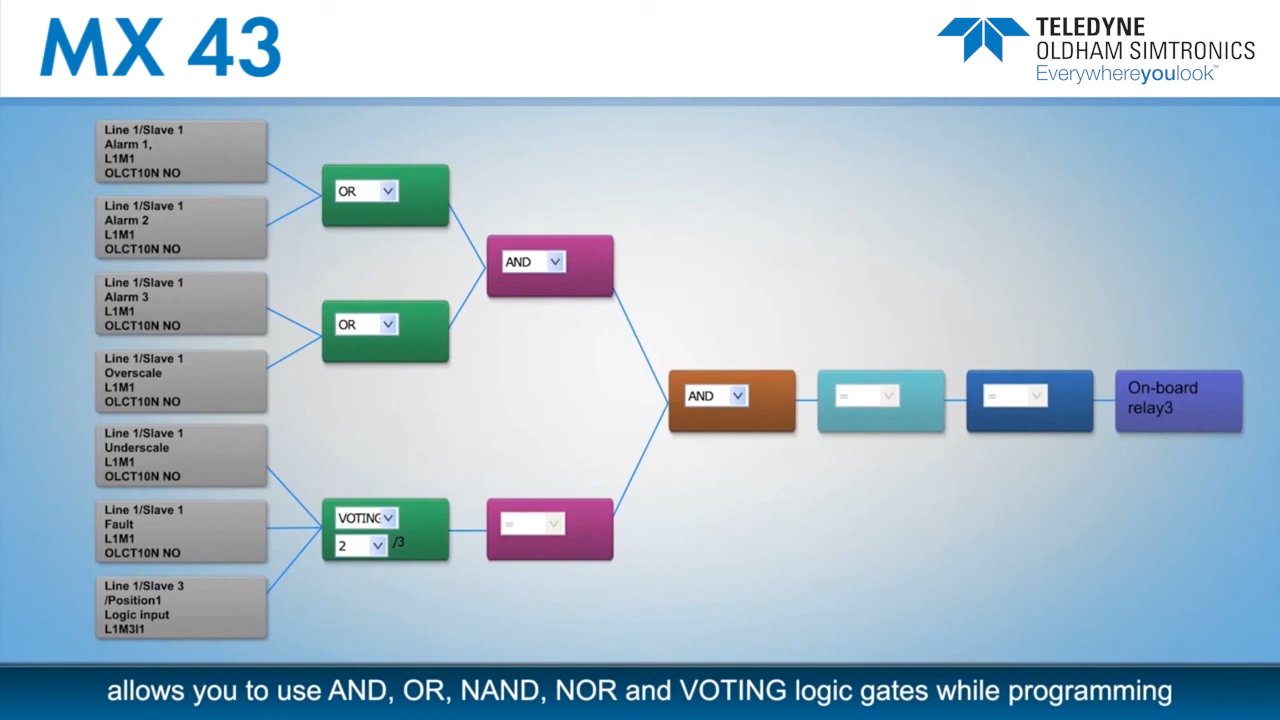 MX 43
TELEDYNE
OLDHAM SIMTRONICS
Everywhereyoulook™
Line 1/Slave 1
Alarm 1,
L1M1
OLCT10N NO
Line 1/Slave 1
Alarm 2
L1M1
OLCT10N NO
Line 1/Slave 1
Alarm 3
L1M1
OLCT10N NO
Line 1/Slave 1
Overscale
L1M1
OLCT10N NO
Line 1/Slave 1
Underscale
L1M1
OLCT10N NO
Line 1/Slave 1
Fault
L1M1
OLCT10N NO
Line 1/Slave 3
/Position1
Logic input
L1M3I1
OR
OR
VOTING
2 /3
AND
=
AND
=
=
On-board
relay3
allows you to use AND, OR, NAND, NOR and VOTING logic gates while programming